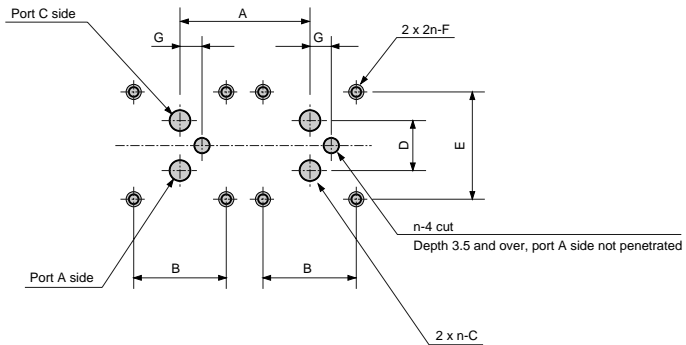 Port C side
A
G
G
2 x 2n-F
D
E
n-4 cut
Depth 3.5 and over, port A side not penetrated
Port A side
B
B
2 x n-C